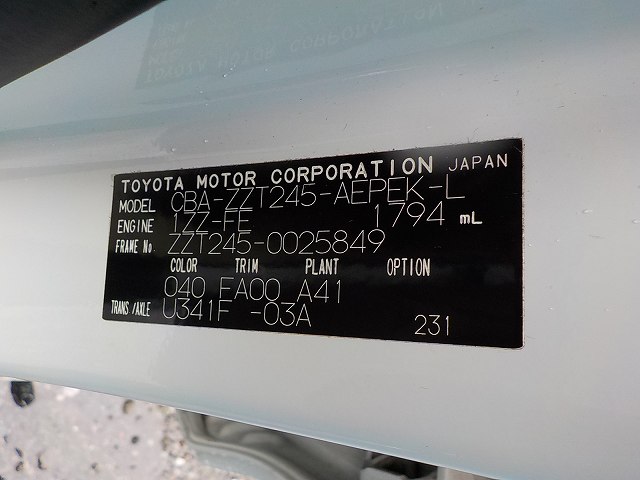 TOYOTA MOTOR CORPORATION JAPAN
MODEL CBA-ZZT245-AEPEK-L
ENGINE 1ZZ-FE 1794 mL
FRAME No. ZZT245-0025849
COLOR TRIM PLANT OPTION
040 FA00 A41
TRANS/AXLE U341F -03A
231